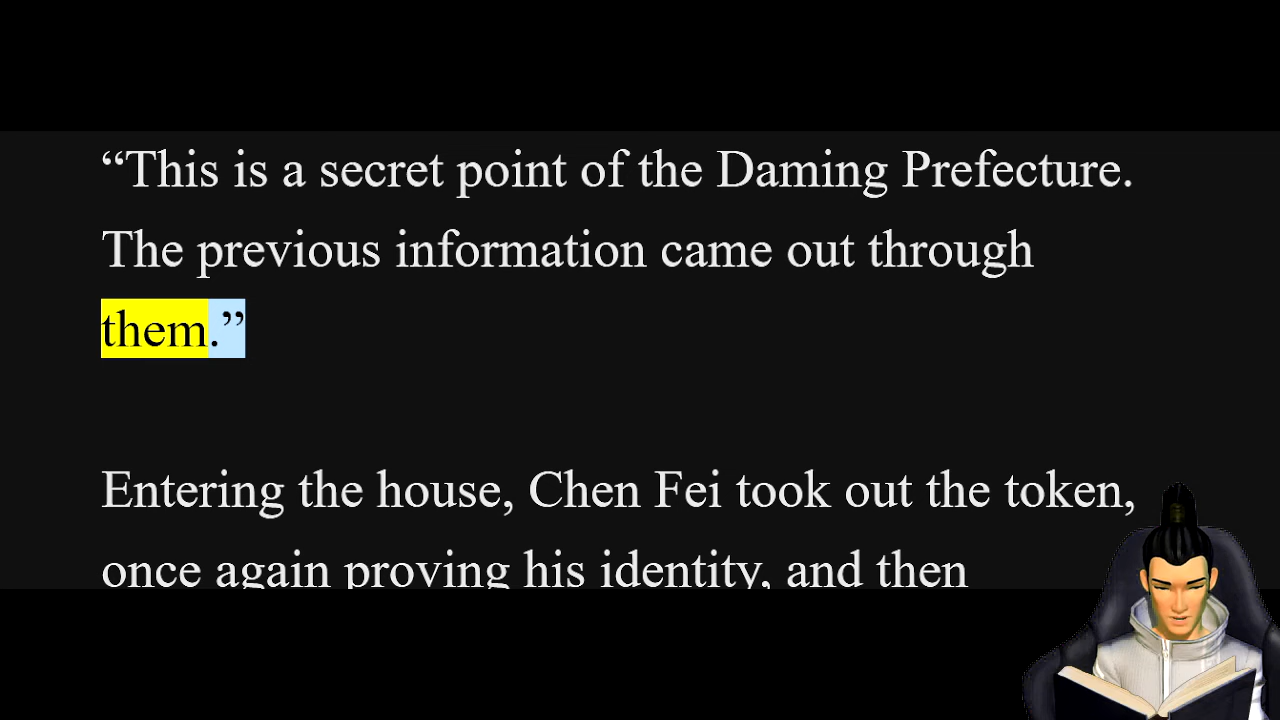 “This is a secret point of the Daming Prefecture.
The previous information came out through
them.”
Entering the house, Chen Fei took out the token,
once again proving his identity, and then